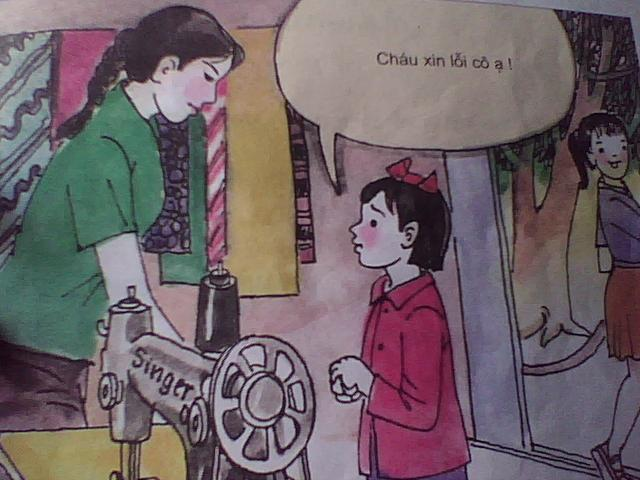 Cháu xin lỗi cô ạ !
Singer